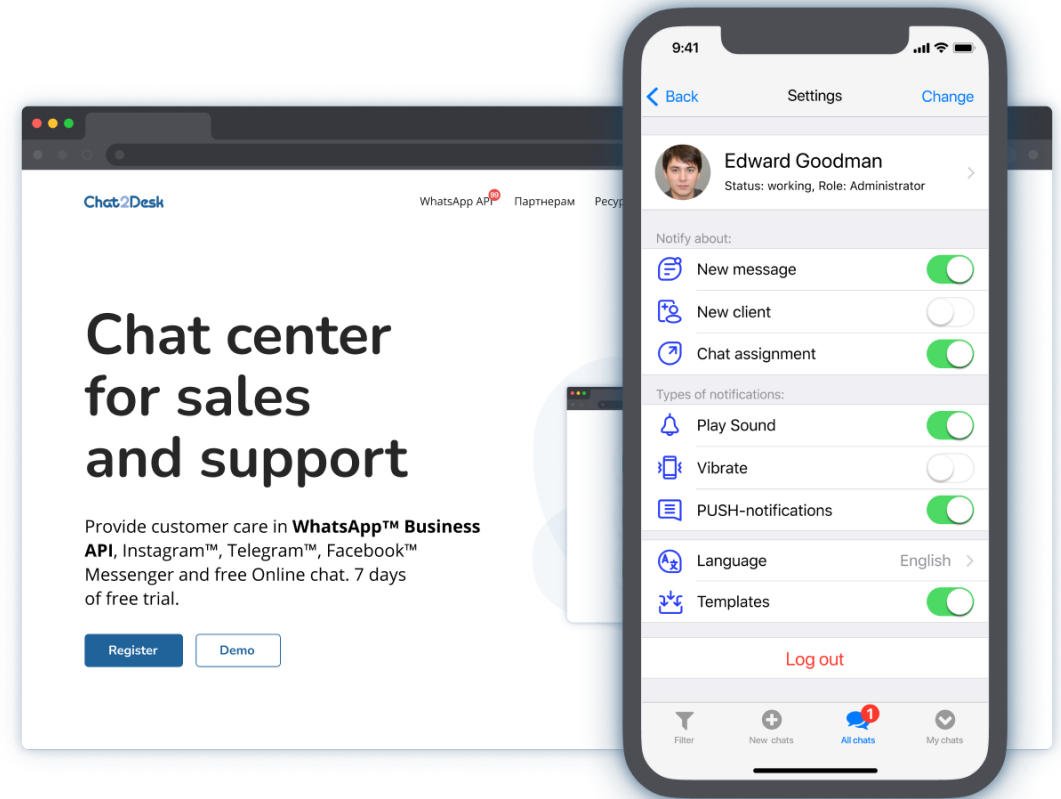 Chat2Desk
WhatsApp API
99
Партнерам
Chat center
for sales
and support
Provide customer care in WhatsApp™ Business
API, Instagram™, Telegram™, Facebook™
Messenger and free Online chat. 7 days
of free trial.
Register
Demo
9:41
Back
Settings
Change
Edward Goodman
Status: working, Role: Administrator
Notify about:
New message
New client
Chat assignment
Types of notifications:
Play Sound
Vibrate
PUSH-notifications
Language
English
Templates
Log out
1
Filter
New chats
All chats
My chats